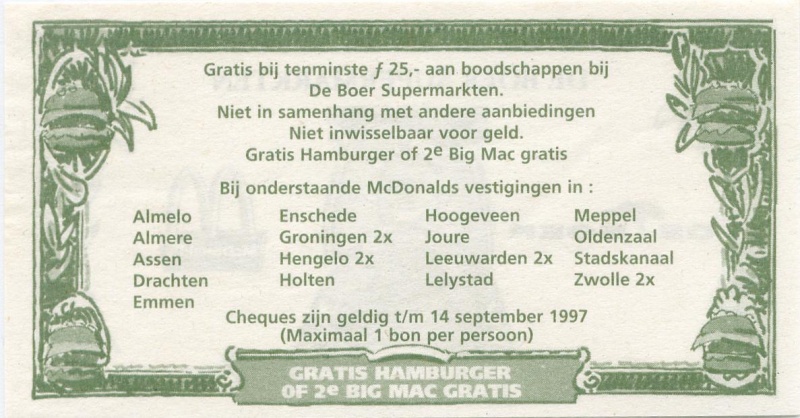 Gratis bij tenminste ƒ 25,- aan boodschappen bij
De Boer Supermarkten.
Niet in samenhang met andere aanbiedingen
Niet inwisselbaar voor geld.
Gratis Hamburger of 2e Big Mac gratis
Bij onderstaande McDonalds vestigingen in :
Almelo Enschede Hoogeveen Meppel
Almere Groningen 2x Joure Oldenzaal
Assen Hengelo 2x Leeuwarden 2x Stadskanaal
Drachten Holten Lelystad Zwolle 2x
Emmen
Cheques zijn geldig t/m 14 september 1997
(Maximaal 1 bon per persoon)
GRATIS HAMBURGER
OF 2e BIG MAC GRATIS